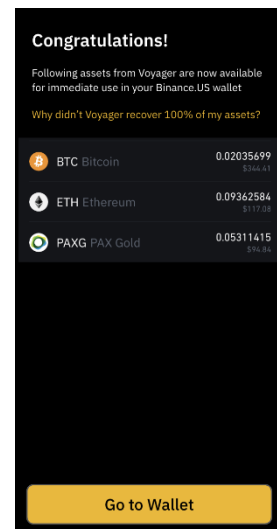 Congratulations!
Following assets from Voyager are now available
for immediate use in your Binance.US wallet
Why didn't Voyager recover 100% of my assets?
BTC Bitcoin 0.02035699
$344.41
ETH Ethereum 0.09362584
$117.08
PAXG PAX Gold 0.05311415
$94.84
Go to Wallet